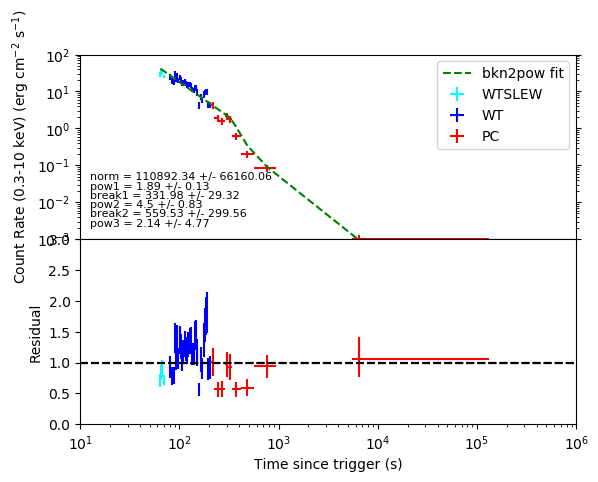 Count Rate (0.3-10 keV) (erg cm⁻² s⁻¹)
10²
10¹
10⁰
10⁻¹
10⁻²
10⁻³
bkn2pow fit
WTSLEW
WT
PC
norm = 110892.34 +/- 66160.06
pow1 = 1.89 +/- 0.13
break1 = 331.98 +/- 29.32
pow2 = 4.5 +/- 0.83
break2 = 559.53 +/- 299.56
pow3 = 2.14 +/- 4.77
Residual
3.0
2.5
2.0
1.5
1.0
0.5
0.0
10¹ 10² 10³ 10⁴ 10⁵ 10⁶
Time since trigger (s)